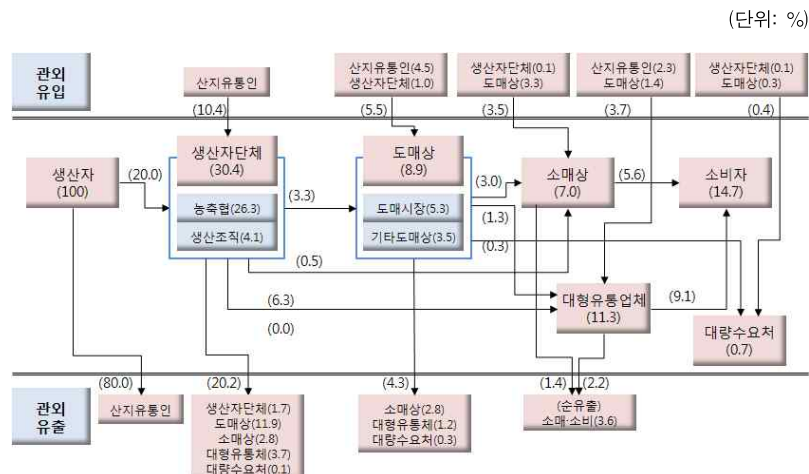 (단위: %)
관외
유입
산지유통인
산지유통인(4.5)
생산자단체(1.0)
생산자단체(0.1)
도매상(3.3)
산지유통인(2.3)
도매상(1.4)
생산자단체(0.1)
도매상(0.3)
(10.4)
(5.5)
(3.5)
(3.7)
(0.4)
생산자
(100)
(20.0)
생산자단체
(30.4)
농축협(26.3)
생산조직(4.1)
(3.3)
도매상
(8.9)
도매시장(5.3)
기타도매상(3.5)
(3.0)
(1.3)
(0.3)
소매상
(7.0)
(5.6)
소비자
(14.7)
(0.5)
(6.3)
(0.0)
대형유통업체
(11.3)
(9.1)
대량수요처
(0.7)
관외
유출
(80.0)
산지유통인
(20.2)
생산자단체(1.7)
도매상(11.9)
소매상(2.8)
대형유통체(3.7)
대량수요처(0.1)
(4.3)
소매상(2.8)
대형유통체(1.2)
대량수요처(0.3)
(1.4)
(2.2)
(순유출)
소매·소비(3.6)